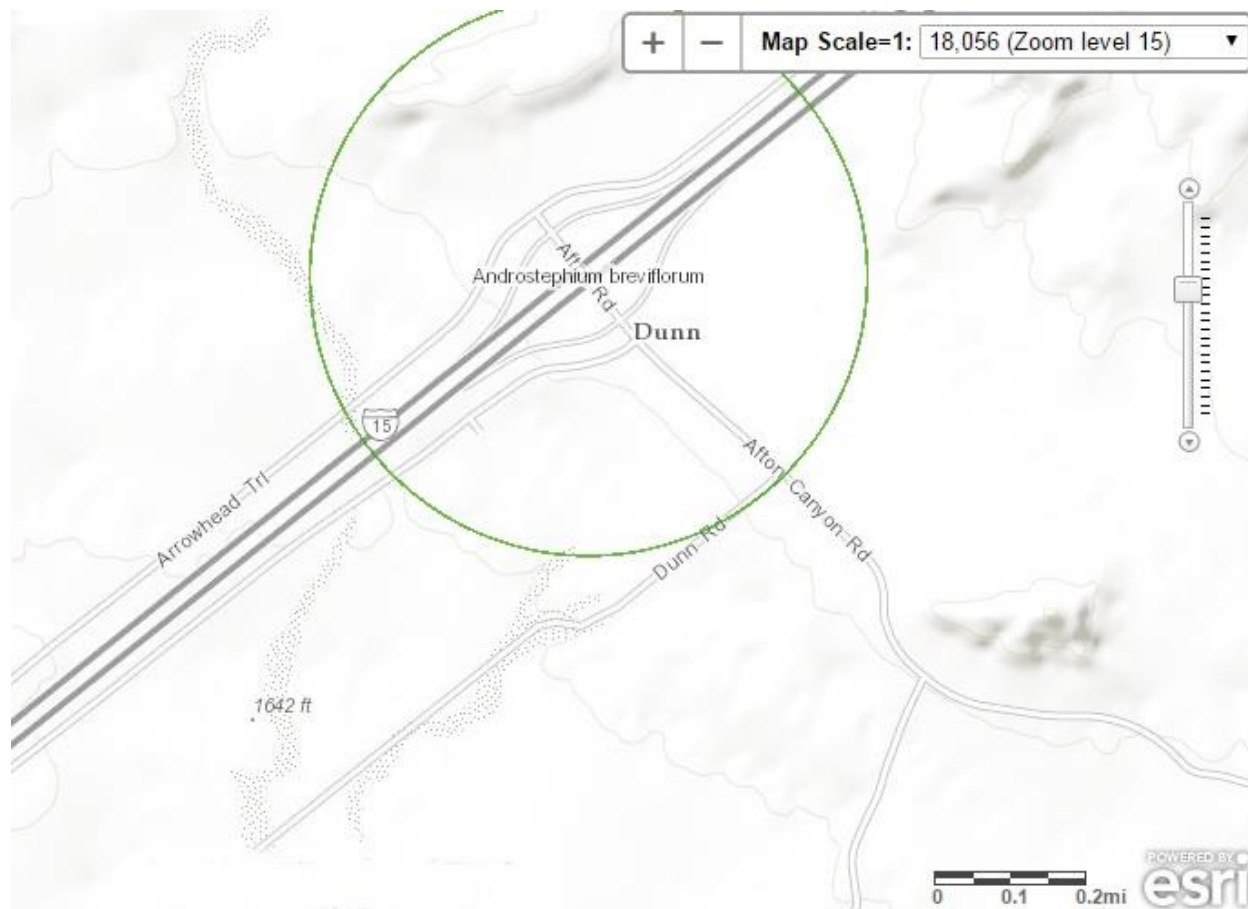 + − Map Scale=1: 18,056 (Zoom level 15)
Afton Rd
Androstephium breviflorum
Dunn
15
Afton Canyon Rd
Arrowhead Trl
Dunn Rd
1642 ft
0 0.1 0.2mi
POWERED BY
esri